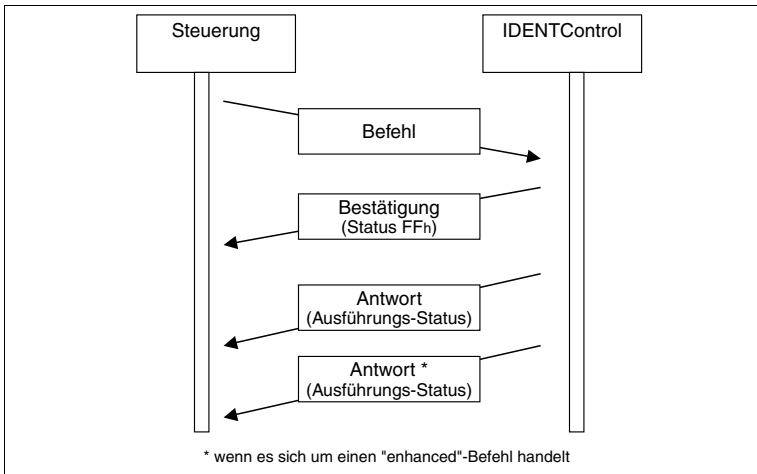 Steuerung
IDENTControl
Befehl
Bestätigung
(Status FFh)
Antwort
(Ausführungs-Status)
Antwort *
(Ausführungs-Status)
* wenn es sich um einen "enhanced"-Befehl handelt